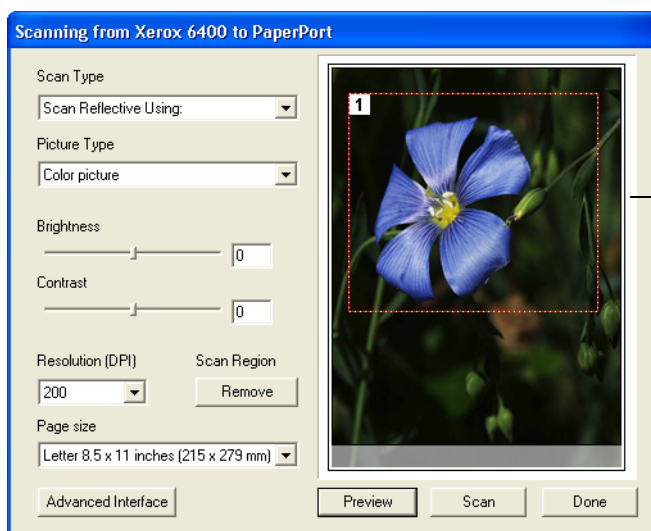 Scanning from Xerox 6400 to PaperPort
Scan Type
Scan Reflective Using:
Picture Type
Color picture
Brightness
0
Contrast
0
Resolution (DPI) Scan Region
200 Remove
Page size
Letter 8.5 x 11 inches (215 x 279 mm)
Advanced Interface
1
Preview Scan Done